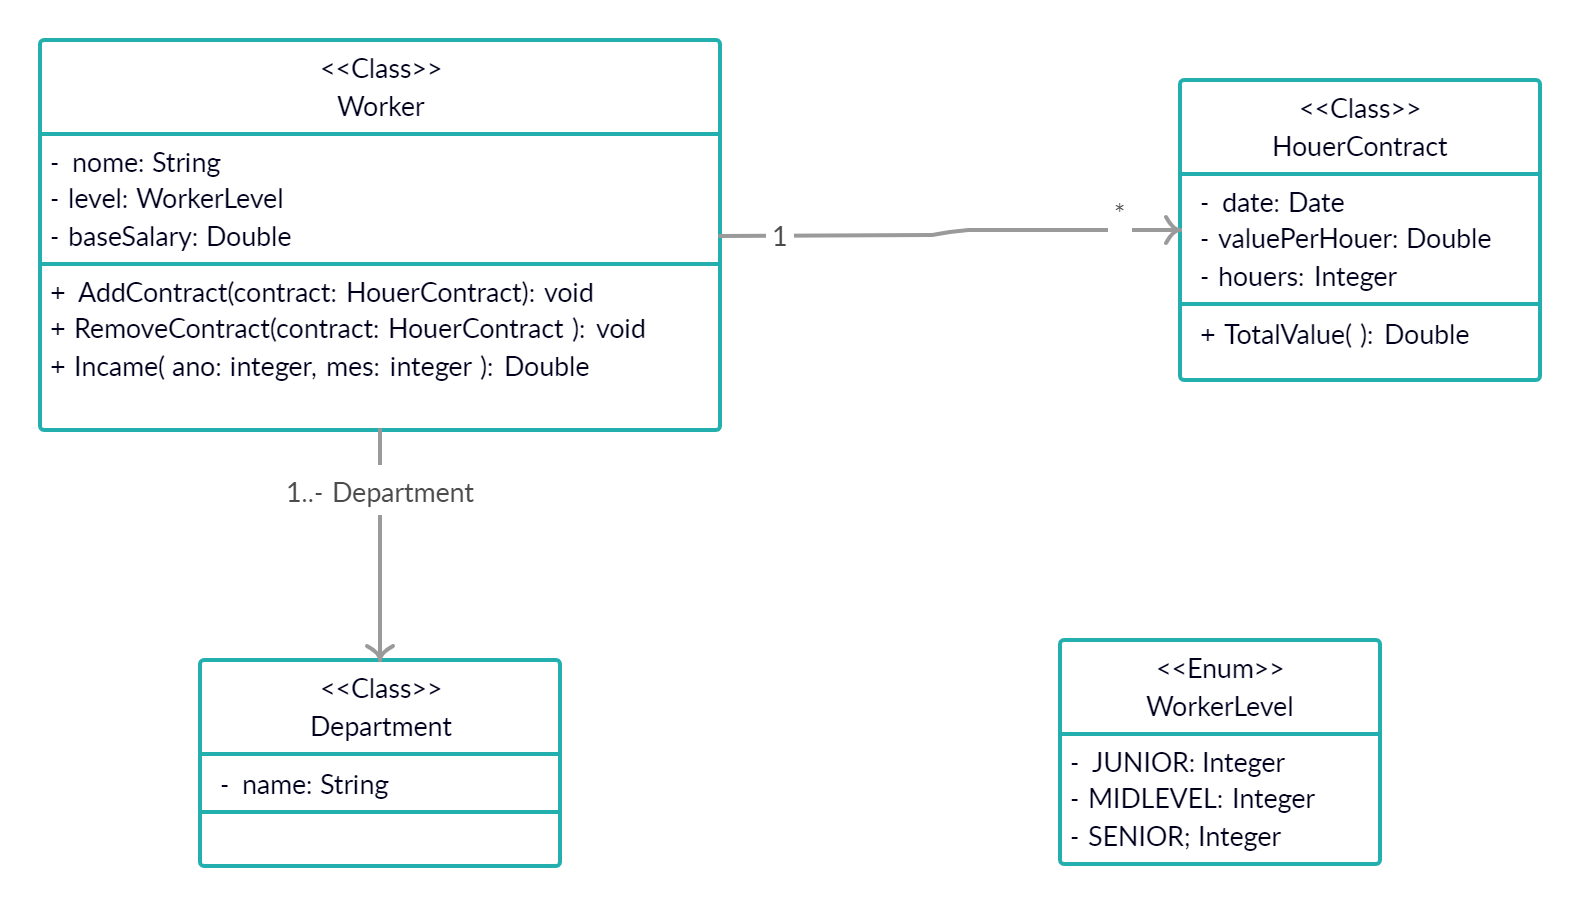 <<Class>>
Worker
- nome: String
- level: WorkerLevel
- baseSalary: Double
+ AddContract(contract: HouerContract): void
+ RemoveContract(contract: HouerContract ): void
+ Incame( ano: integer, mes: integer ): Double
1
*
<<Class>>
HouerContract
- date: Date
- valuePerHouer: Double
- houers: Integer
+ TotalValue( ): Double
1..- Department
<<Class>>
Department
- name: String
<<Enum>>
WorkerLevel
- JUNIOR: Integer
- MIDLEVEL: Integer
- SENIOR; Integer